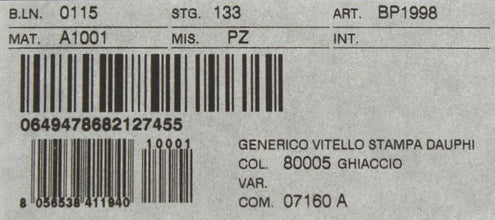 B.LN. 0115 STG. 133 ART. BP1998
MAT. A1001 MIS. PZ INT.
0649478682127455
10001
8 056538 411940
GENERICO VITELLO STAMPA DAUPHI
COL. 80005 GHIACCIO
VAR.
COM. 07160 A